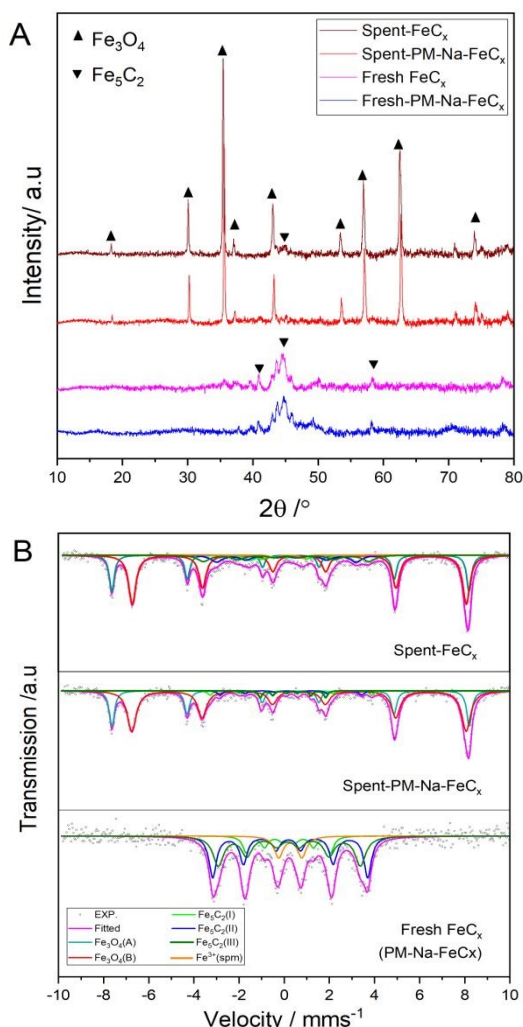 A
▲ Fe₃O₄
▼ Fe₅C₂
Spent-FeCₓ
Spent-PM-Na-FeCₓ
Fresh FeCₓ
Fresh-PM-Na-FeCₓ
Intensity/ a.u
10 20 30 40 50 60 70 80
2θ /°
B
Spent-FeCₓ
Spent-PM-Na-FeCₓ
Transmission /a.u
EXP.
Fitted
Fe₃O₄(A)
Fe₃O₄(B)
Fe₅C₂(I)
Fe₅C₂(II)
Fe₅C₂(III)
Fe³⁺(spm)
Fresh FeCₓ
(PM-Na-FeCx)
-10 -8 -6 -4 -2 0 2 4 6 8 10
Velocity / mms⁻¹